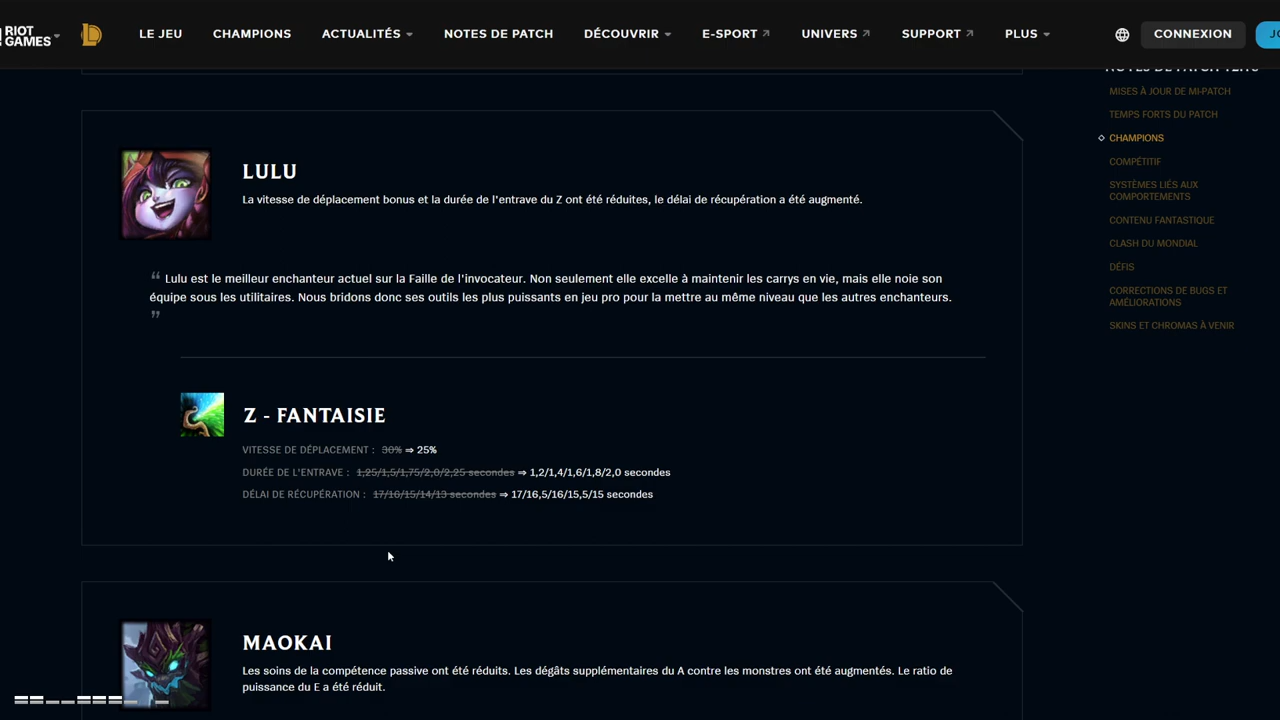 RIOT GAMES
LE JEU
CHAMPIONS
ACTUALITÉS
NOTES DE PATCH
DÉCOUVRIR
E-SPORT
UNIVERS
SUPPORT
PLUS
CONNEXION
MISES À JOUR DE MI-PATCH
TEMPS FORTS DU PATCH
CHAMPIONS
COMPÉTITIF
SYSTÈMES LIÉS AUX
COMPORTEMENTS
CONTENU FANTASTIQUE
CLASH DU MONDIAL
DÉFIS
CORRECTIONS DE BUGS ET
AMÉLIORATIONS
SKINS ET CHROMAS À VENIR
LULU
La vitesse de déplacement bonus et la durée de l'entrave du Z ont été réduites, le délai de récupération a été augmenté.
“ Lulu est le meilleur enchanteur actuel sur la Faille de l'invocateur. Non seulement elle excelle à maintenir les carrys en vie, mais elle noie son
équipe sous les utilitaires. Nous bridons donc ses outils les plus puissants en jeu pro pour la mettre au même niveau que les autres enchanteurs.
”
Z - FANTAISIE
VITESSE DE DÉPLACEMENT : 30% ⇒ 25%
DURÉE DE L'ENTRAVE : 1,25/1,5/1,75/2,0/2,25 secondes ⇒ 1,2/1,4/1,6/1,8/2,0 secondes
DÉLAI DE RÉCUPÉRATION : 17/16/15/14/13 secondes ⇒ 17/16,5/16/15,5/15 secondes
MAOKAI
Les soins de la compétence passive ont été réduits. Les dégâts supplémentaires du A contre les monstres ont été augmentés. Le ratio de
puissance du E a été réduit.